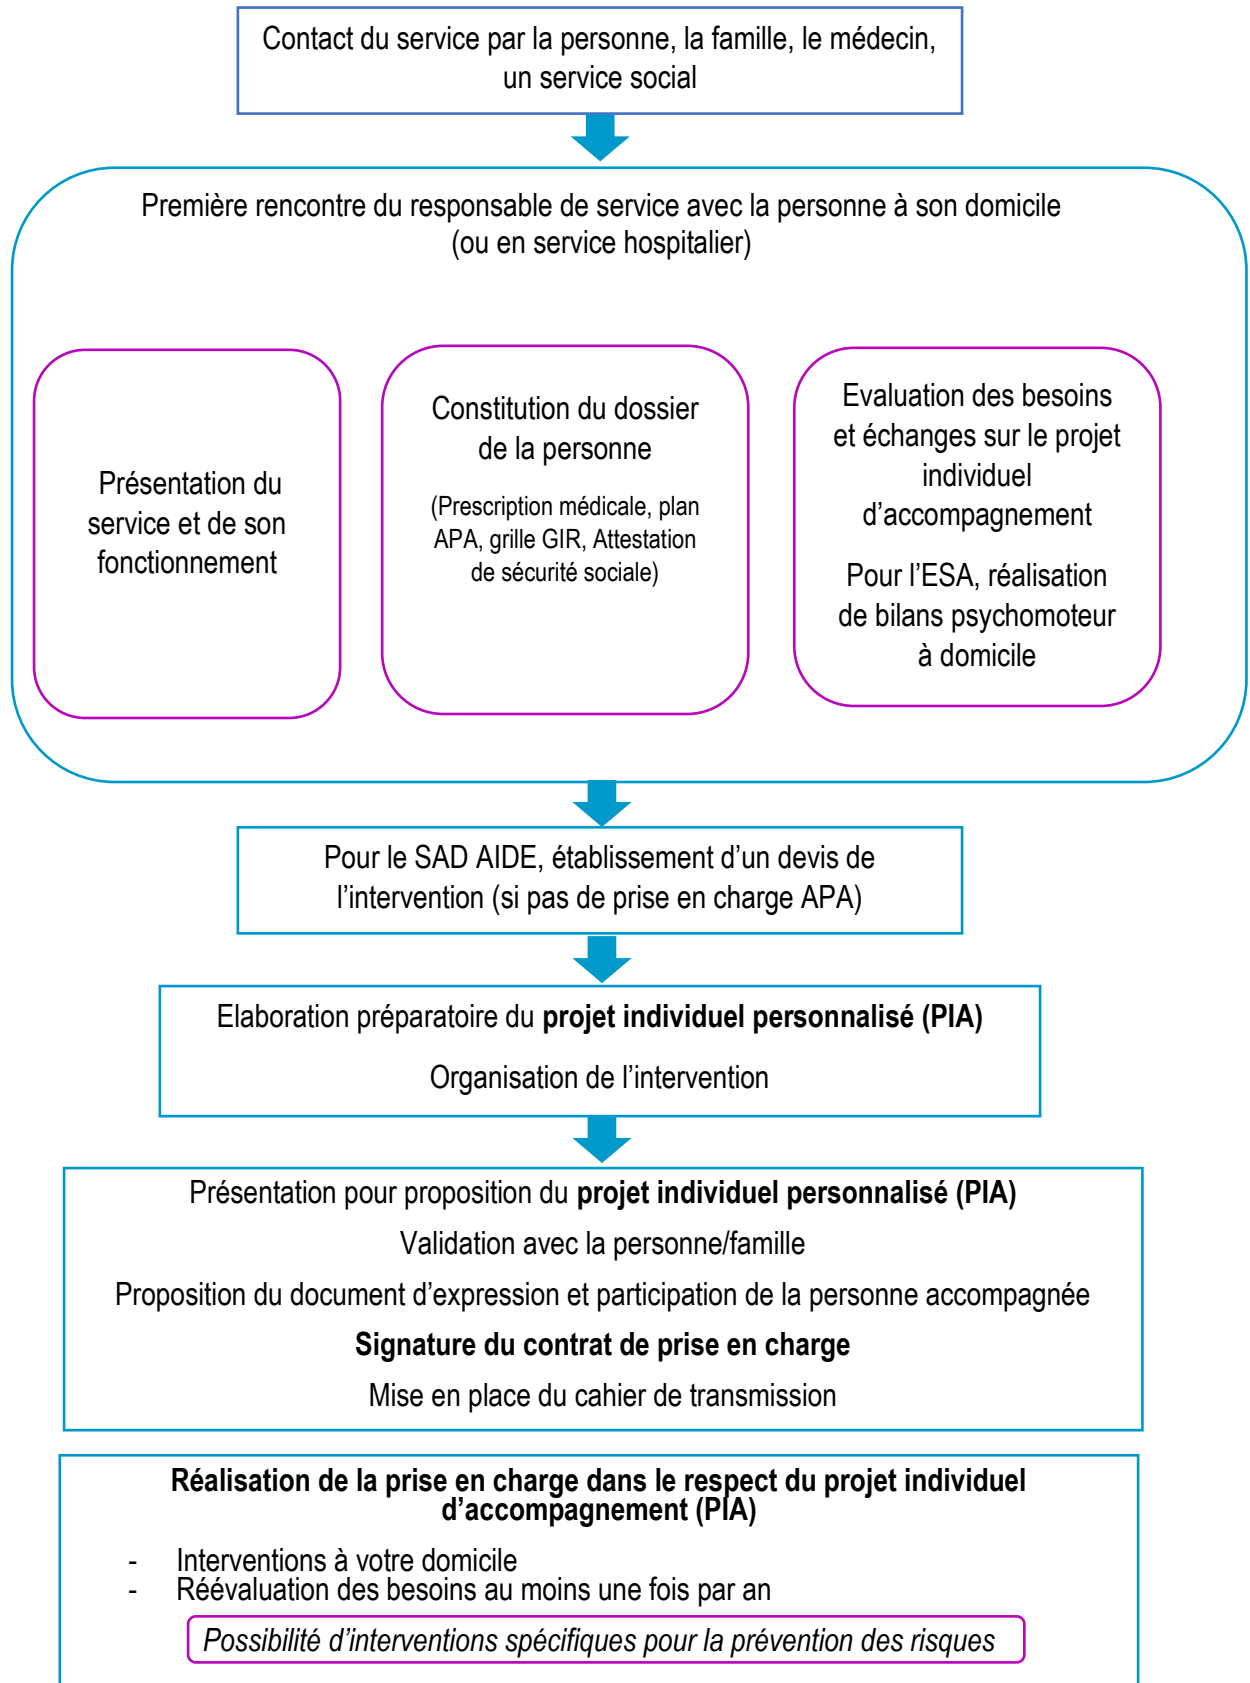 Contact du service par la personne, la famille, le médecin,
un service social
Première rencontre du responsable de service avec la personne à son domicile
(ou en service hospitalier)
Présentation du
service et de son
fonctionnement
Constitution du dossier
de la personne
(Prescription médicale, plan
APA, grille GIR, Attestation
de sécurité sociale)
Evaluation des besoins
et échanges sur le projet
individuel
d’accompagnement
Pour l’ESA, réalisation
de bilans psychomoteur
à domicile
Pour le SAD AIDE, établissement d’un devis de
l’intervention (si pas de prise en charge APA)
Elaboration préparatoire du projet individuel personnalisé (PIA)
Organisation de l’intervention
Présentation pour proposition du projet individuel personnalisé (PIA)
Validation avec la personne/famille
Proposition du document d’expression et participation de la personne accompagnée
Signature du contrat de prise en charge
Mise en place du cahier de transmission
Réalisation de la prise en charge dans le respect du projet individuel
d’accompagnement (PIA)
- Interventions à votre domicile
- Réévaluation des besoins au moins une fois par an
Possibilité d’interventions spécifiques pour la prévention des risques